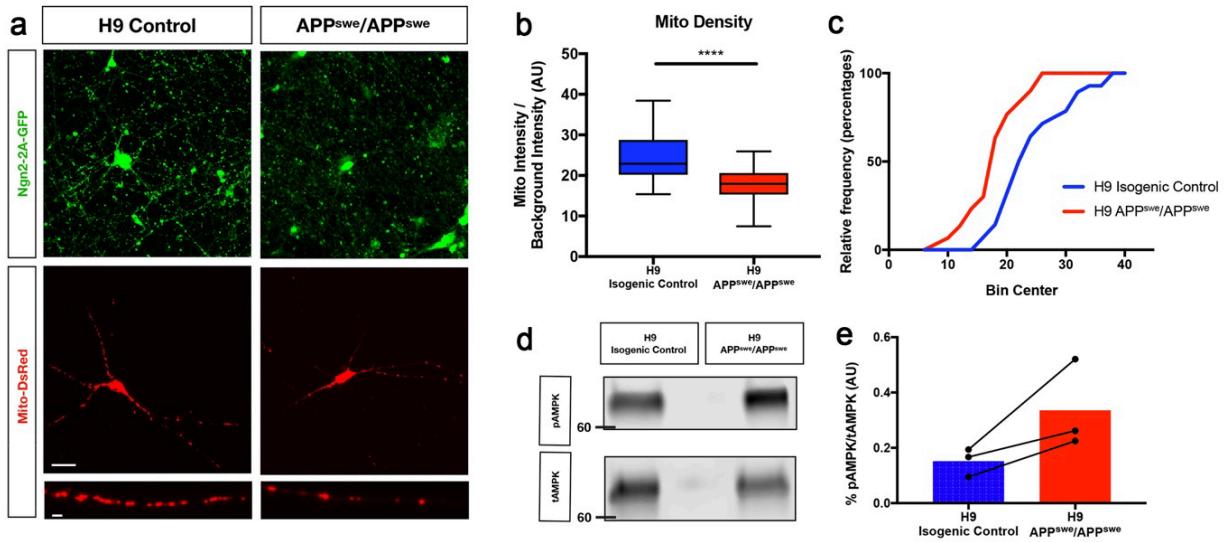 a
H9 Control
APPswe/APPswe
Ngn2-2A-GFP
Mito-DsRed
b
Mito Density
****
Mito Intensity /
Background Intensity (AU)
50
40
30
20
10
0
H9
Isogenic Control
H9
APPswe/APPswe
c
Relative frequency (percentages)
100
50
0
0
10
20
30
40
Bin Center
H9 Isogenic Control
H9 APPswe/APPswe
d
H9
Isogenic Control
H9
APPswe/APPswe
pAMPK
60
tAMPK
60
e
% pAMPK/tAMPK (AU)
0.6
0.4
0.2
0.0
H9
Isogenic Control
H9
APPswe/APPswe